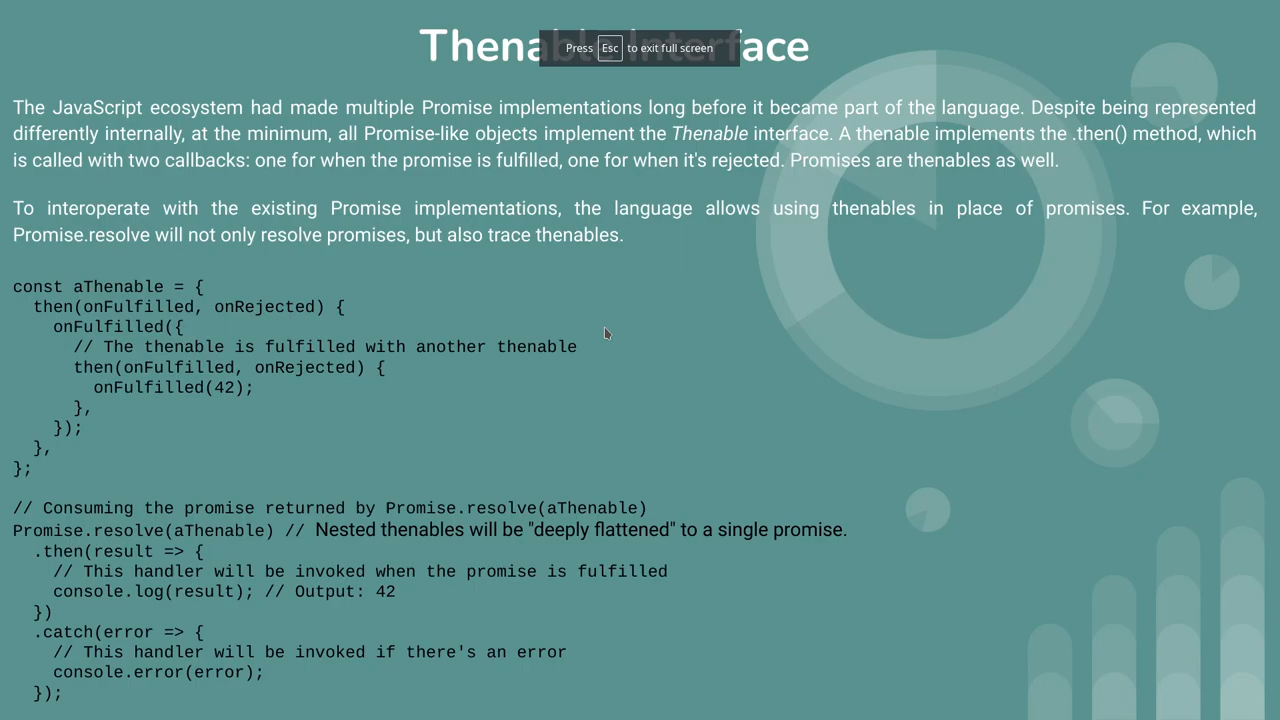 Thenable Interface
Press Esc to exit full screen
The JavaScript ecosystem had made multiple Promise implementations long before it became part of the language. Despite being represented
differently internally, at the minimum, all Promise-like objects implement the Thenable interface. A thenable implements the .then() method, which
is called with two callbacks: one for when the promise is fulfilled, one for when it's rejected. Promises are thenables as well.
To interoperate with the existing Promise implementations, the language allows using thenables in place of promises. For example,
Promise.resolve will not only resolve promises, but also trace thenables.
const aThenable = {
  then(onFulfilled, onRejected) {
    onFulfilled({
      // The thenable is fulfilled with another thenable
      then(onFulfilled, onRejected) {
        onFulfilled(42);
      },
    });
  },
};
// Consuming the promise returned by Promise.resolve(aThenable)
Promise.resolve(aThenable) // Nested thenables will be "deeply flattened" to a single promise.
  .then(result => {
    // This handler will be invoked when the promise is fulfilled
    console.log(result); // Output: 42
  })
  .catch(error => {
    // This handler will be invoked if there's an error
    console.error(error);
  });